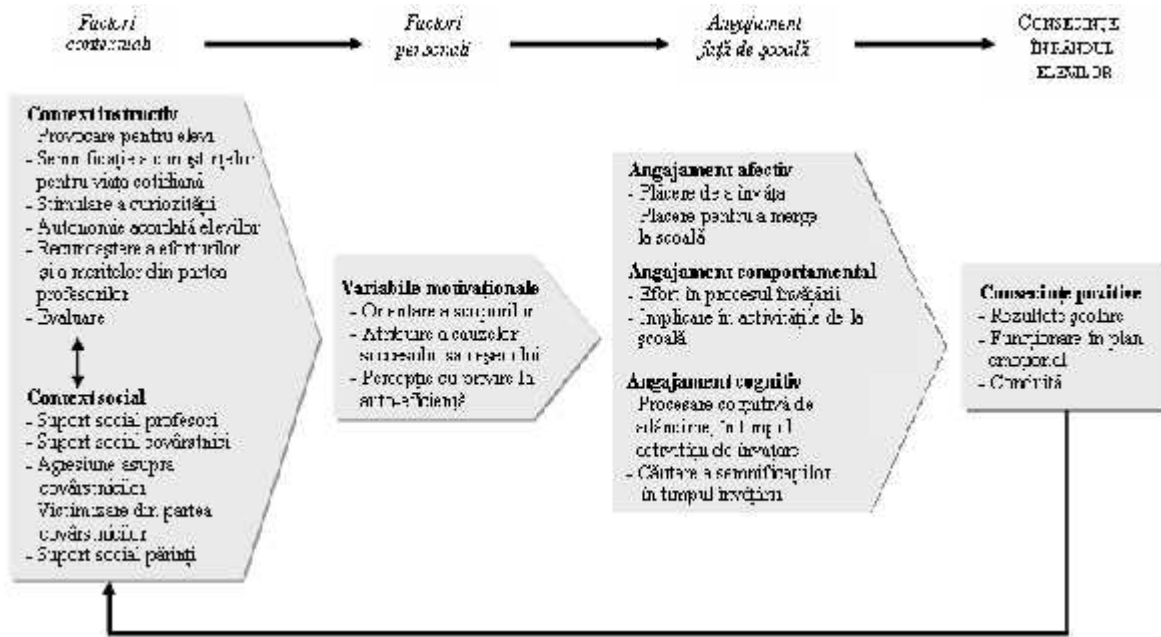 Factori
contextuali
Factori
personali
Angajament
față de școală
CONSECINȚE
ÎN RÂNDUL
ELEVILOR
Context instructiv
Provocare pentru elevi
- Semnificație a cunoștințelor
pentru viața cotidiană
- Stimulare a curiozității
- Autonomie acordată elevilor
- Recunoaștere a eforturilor
și a meritelor din partea
profesorilor
- Evaluare
Context social
- Suport social profesori
- Suport social covârstnici
- Agresiune asupra
covârstnicilor
Victimizare din partea
covârstnicilor
- Suport social părinți
Variabile motivaționale
- Orientare a scopurilor
- Atribuire a cauzelor
succesului sau eșecului
- Percepție cu privire la
auto-eficiență
Angajament afectiv
- Plăcere de a învăța
Placere pentru a merge
la școală
Angajament comportamental
- Efort în procesul învățării
- Implicare în activitățile de la
școală
Angajament cognitiv
- Procesare cognitivă de
adâncime, în timpul
activității de învățare
- Căutare a semnificațiilor
în timpul învățării
Consecințe pozitive
- Rezultate școlare
- Funcționare în plan
emoțional
- Conduită